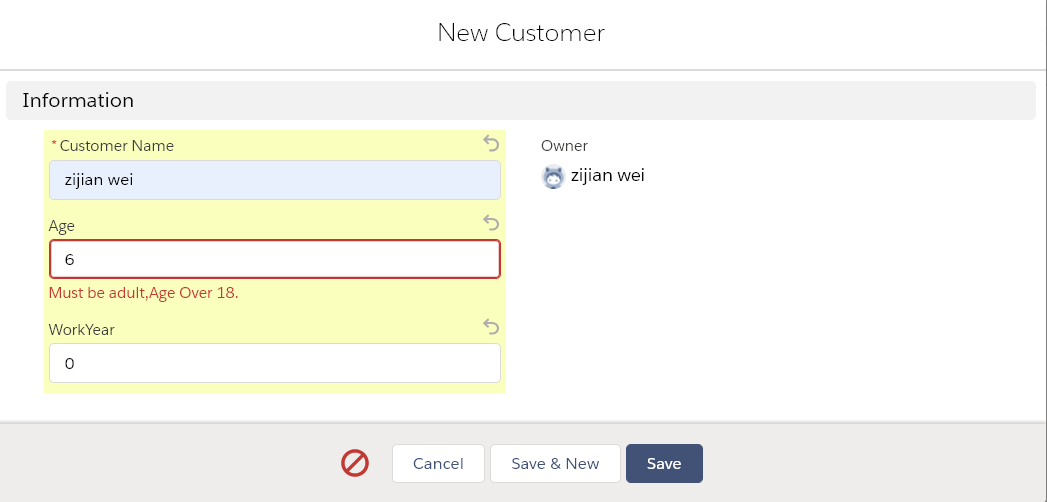 New Customer
Information
* Customer Name
zijian wei
Age
6
Must be adult,Age Over 18.
WorkYear
0
Owner
zijian wei
Cancel
Save & New
Save